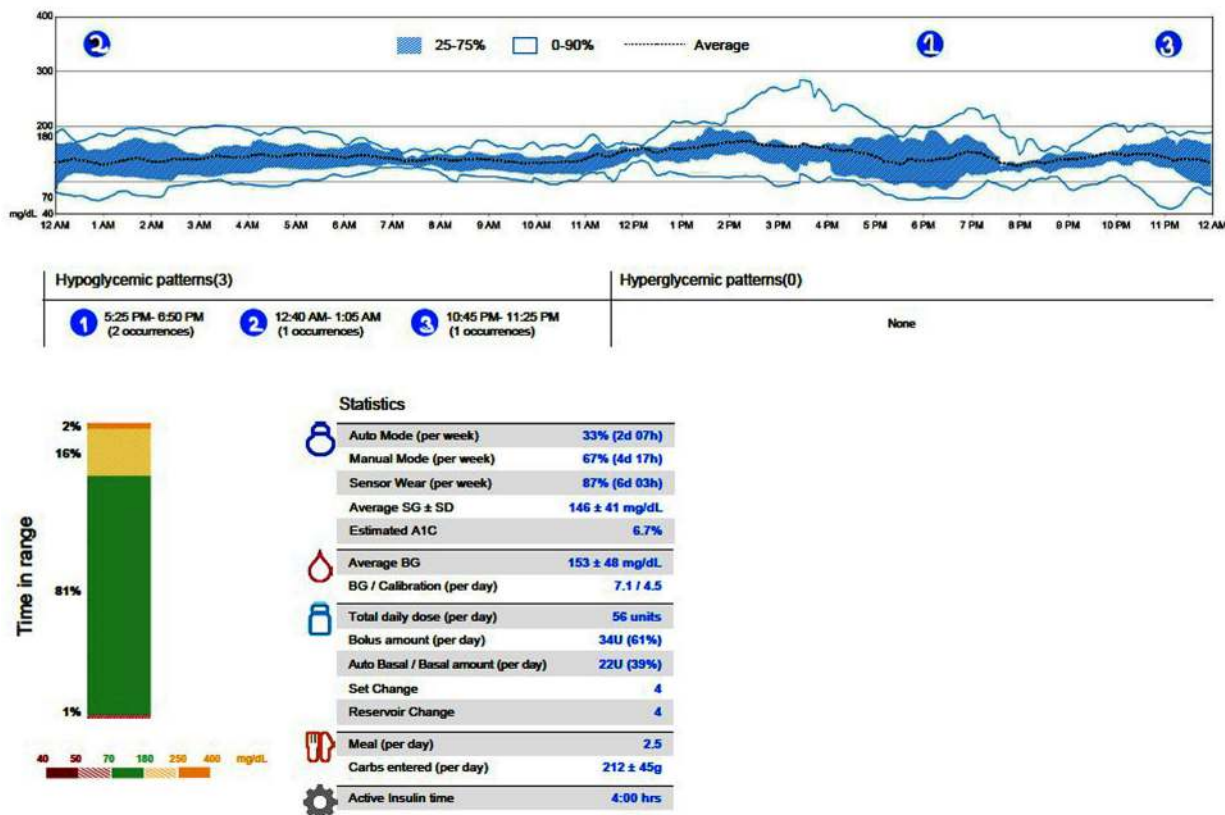 400
2
25-75%
0-90%
Average
1
3
300
200
180
70
mg/dL 40
12 AM 1 AM 2 AM 3 AM 4 AM 5 AM 6 AM 7 AM 8 AM 9 AM 10 AM 11 AM 12 PM 1 PM 2 PM 3 PM 4 PM 5 PM 6 PM 7 PM 8 PM 9 PM 10 PM 11 PM 12 AM
Hypoglycemic patterns(3)
Hyperglycemic patterns(0)
1 5:25 PM- 6:50 PM
(2 occurrences)
2 12:40 AM- 1:05 AM
(1 occurrences)
3 10:45 PM- 11:25 PM
(1 occurrences)
None
Time in range
2%
16%
81%
1%
40 50 70 180 250 400 mg/dL
Statistics
Auto Mode (per week) 33% (2d 07h)
Manual Mode (per week) 67% (4d 17h)
Sensor Wear (per week) 87% (6d 03h)
Average SG ± SD 146 ± 41 mg/dL
Estimated A1C 6.7%
Average BG 153 ± 48 mg/dL
BG / Calibration (per day) 7.1 / 4.5
Total daily dose (per day) 56 units
Bolus amount (per day) 34U (61%)
Auto Basal / Basal amount (per day) 22U (39%)
Set Change 4
Reservoir Change 4
Meal (per day) 2.5
Carbs entered (per day) 212 ± 45g
Active Insulin time 4:00 hrs